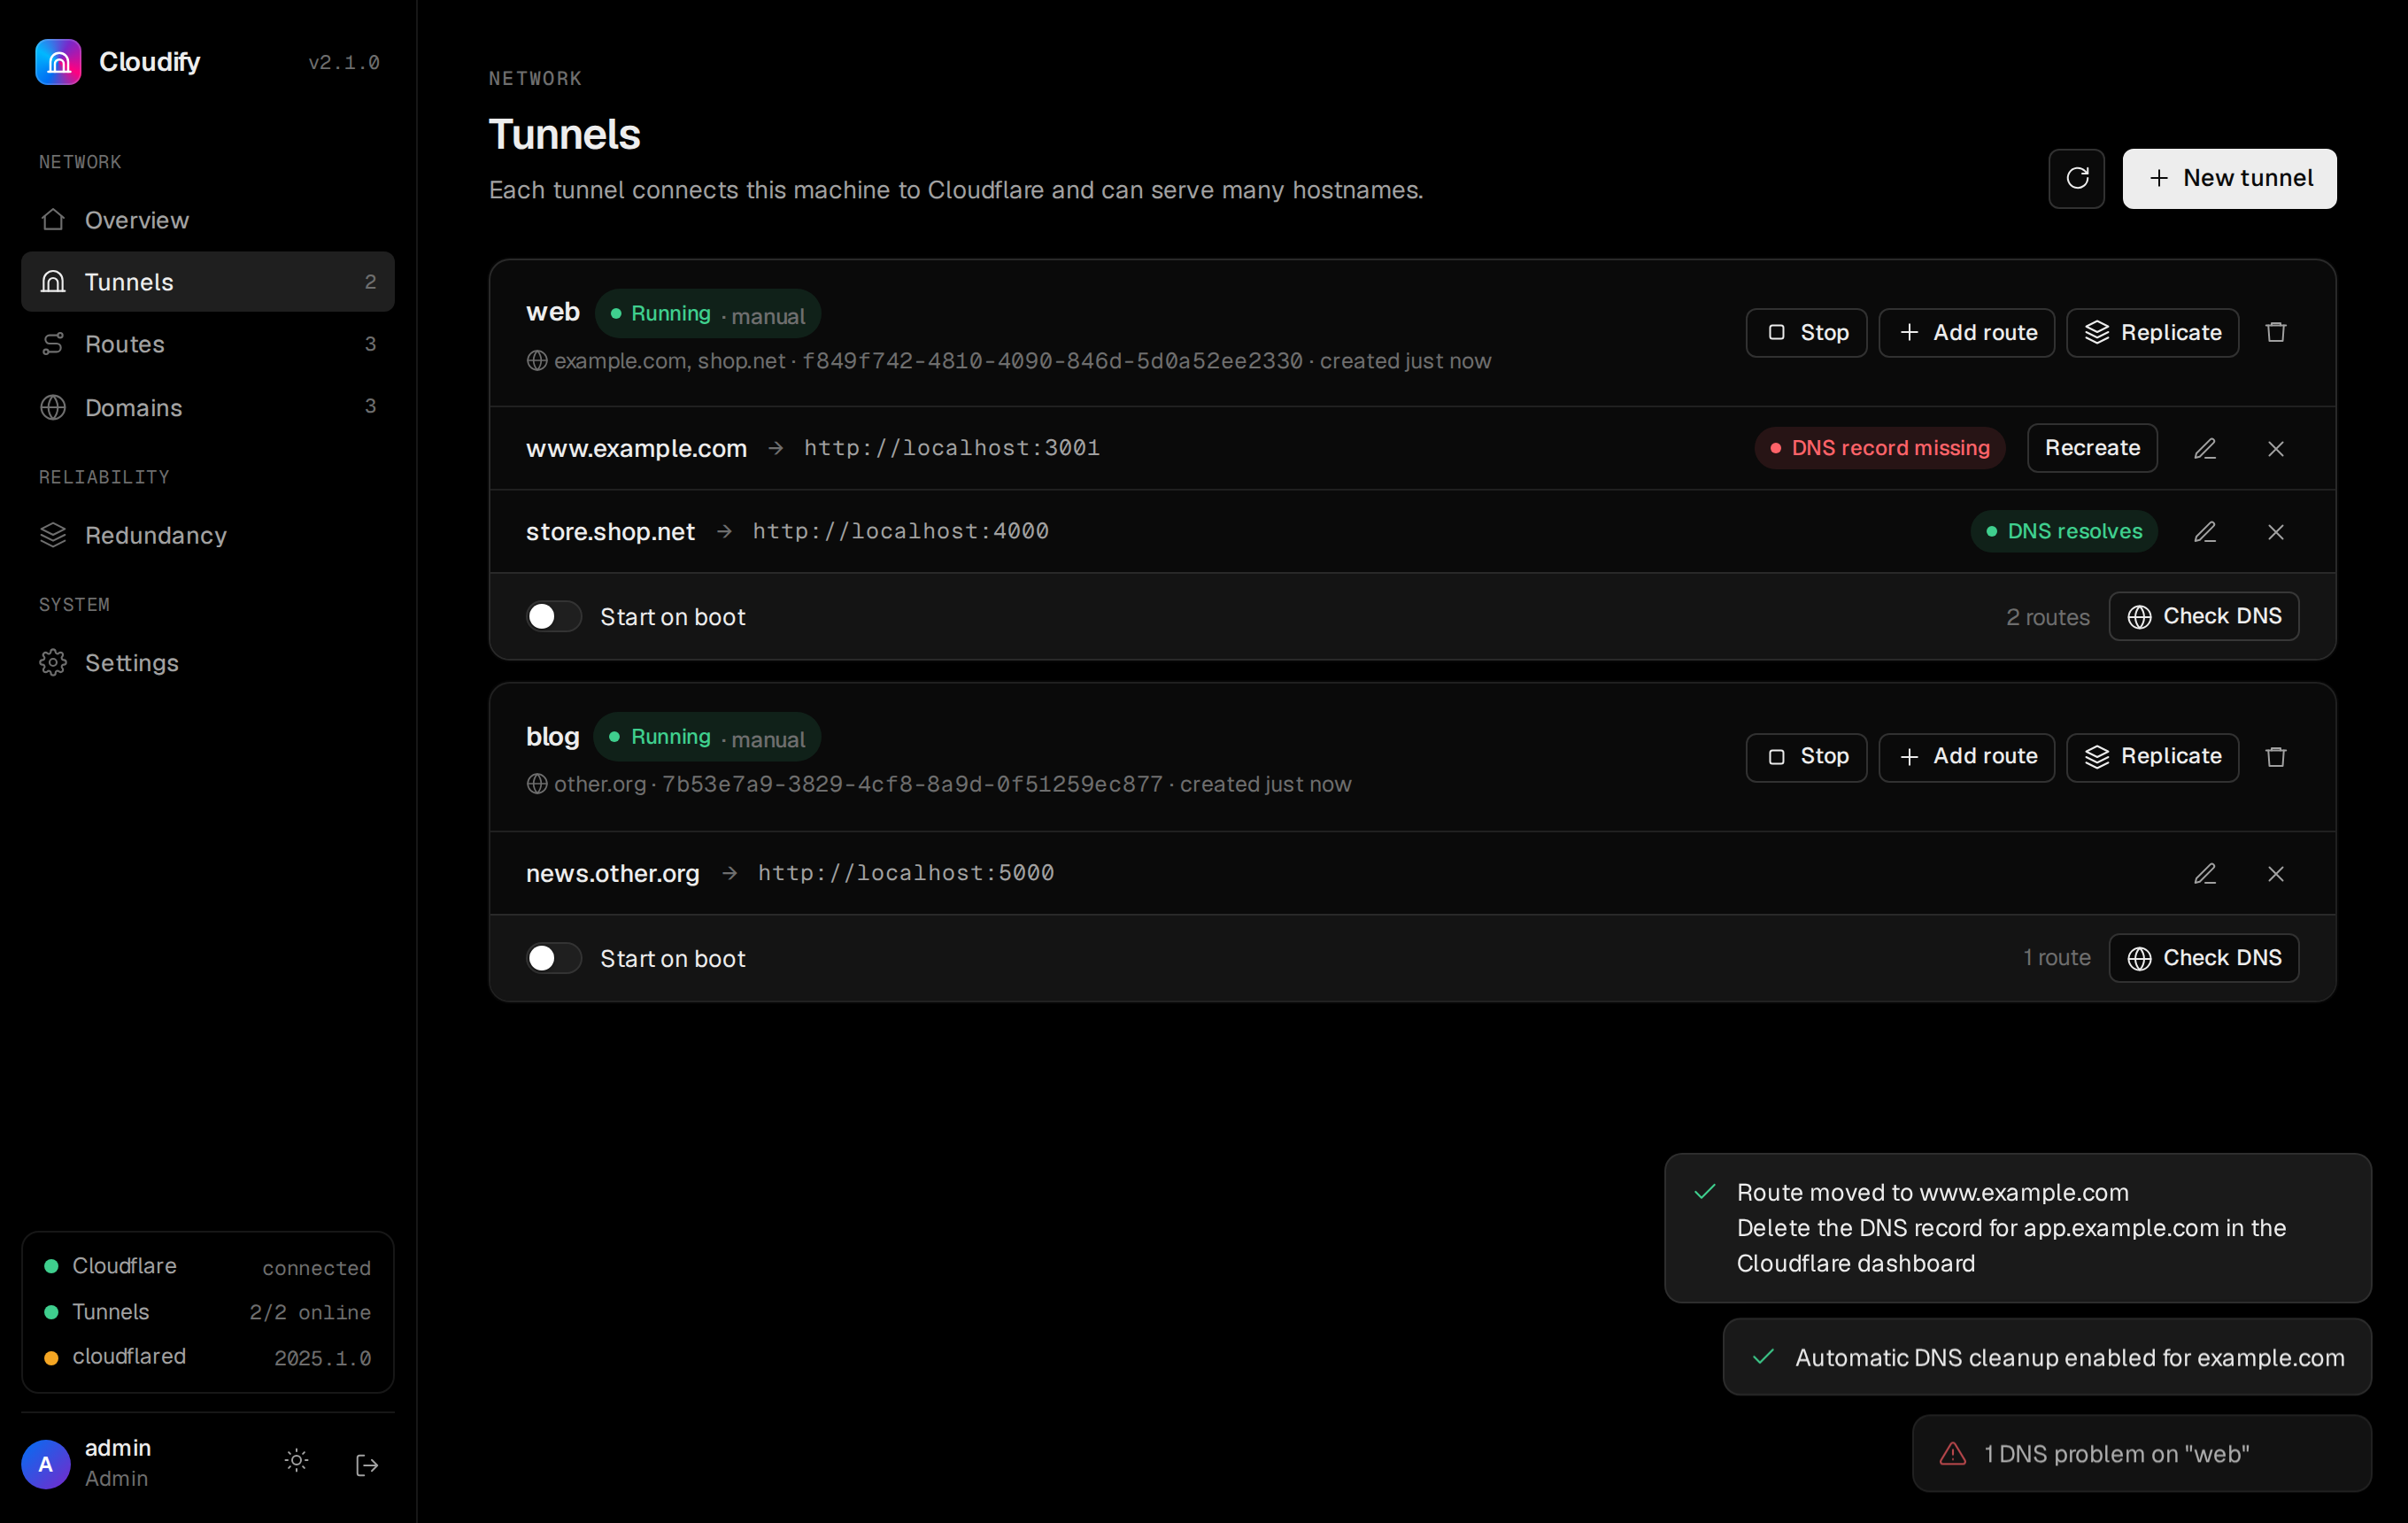 Cloudify v2.1.0
NETWORK
Overview
Tunnels 2
Routes 3
Domains 3
RELIABILITY
Redundancy
SYSTEM
Settings
Cloudflare connected
Tunnels 2/2 online
cloudflared 2025.1.0
A admin
Admin
NETWORK
Tunnels
Each tunnel connects this machine to Cloudflare and can serve many hostnames.
New tunnel
web Running · manual
example.com, shop.net · f849f742-4810-4090-846d-5d0a52ee2330 · created just now
Stop Add route Replicate
www.example.com → http://localhost:3001 DNS record missing Recreate
store.shop.net → http://localhost:4000 DNS resolves
Start on boot 2 routes Check DNS
blog Running · manual
other.org · 7b53e7a9-3829-4cf8-8a9d-0f51259ec877 · created just now
Stop Add route Replicate
news.other.org → http://localhost:5000
Start on boot 1 route Check DNS
Route moved to www.example.com
Delete the DNS record for app.example.com in the
Cloudflare dashboard
Automatic DNS cleanup enabled for example.com
1 DNS problem on "web"